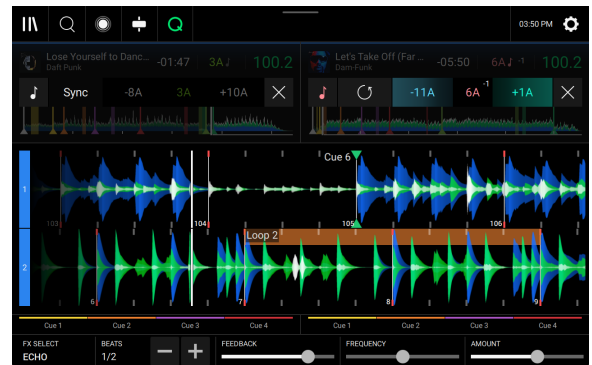 03:50 PM
Lose Yourself to Danc...
Daft Punk
-01:47
3A♪
100.2
Let's Take Off (Far ...
Dam-Funk
-05:50
6A♪ -1
100.2
Sync
-8A
3A
+10A
-11A
6A -1
+1A
1
Cue 6
103
104
105
106
2
Loop 2
6
7
8
9
Cue 1
Cue 2
Cue 3
Cue 4
Cue 1
Cue 2
Cue 3
Cue 4
FX SELECT
ECHO
BEATS
1/2
FEEDBACK
FREQUENCY
AMOUNT